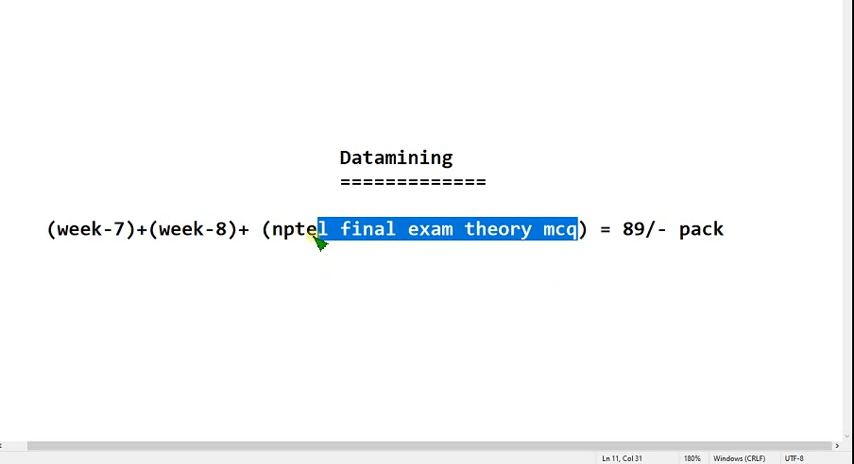 Datamining
=============
(week-7)+(week-8)+ (nptel final exam theory mcq) = 89/- pack
Ln 11, Col 31 180% Windows (CRLF) UTF-8